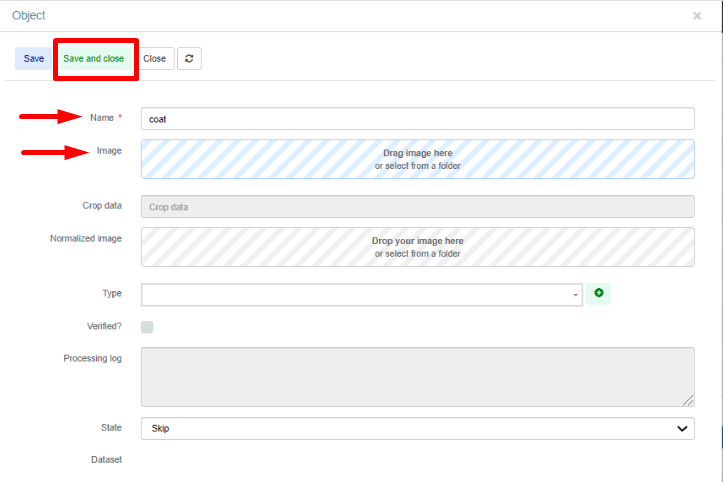 Object
Save Save and close Close
Name * coat
Image Drag image here
or select from a folder
Crop data Crop data
Normalized image Drop your image here
or select from a folder
Type
Verified?
Processing log
State Skip
Dataset